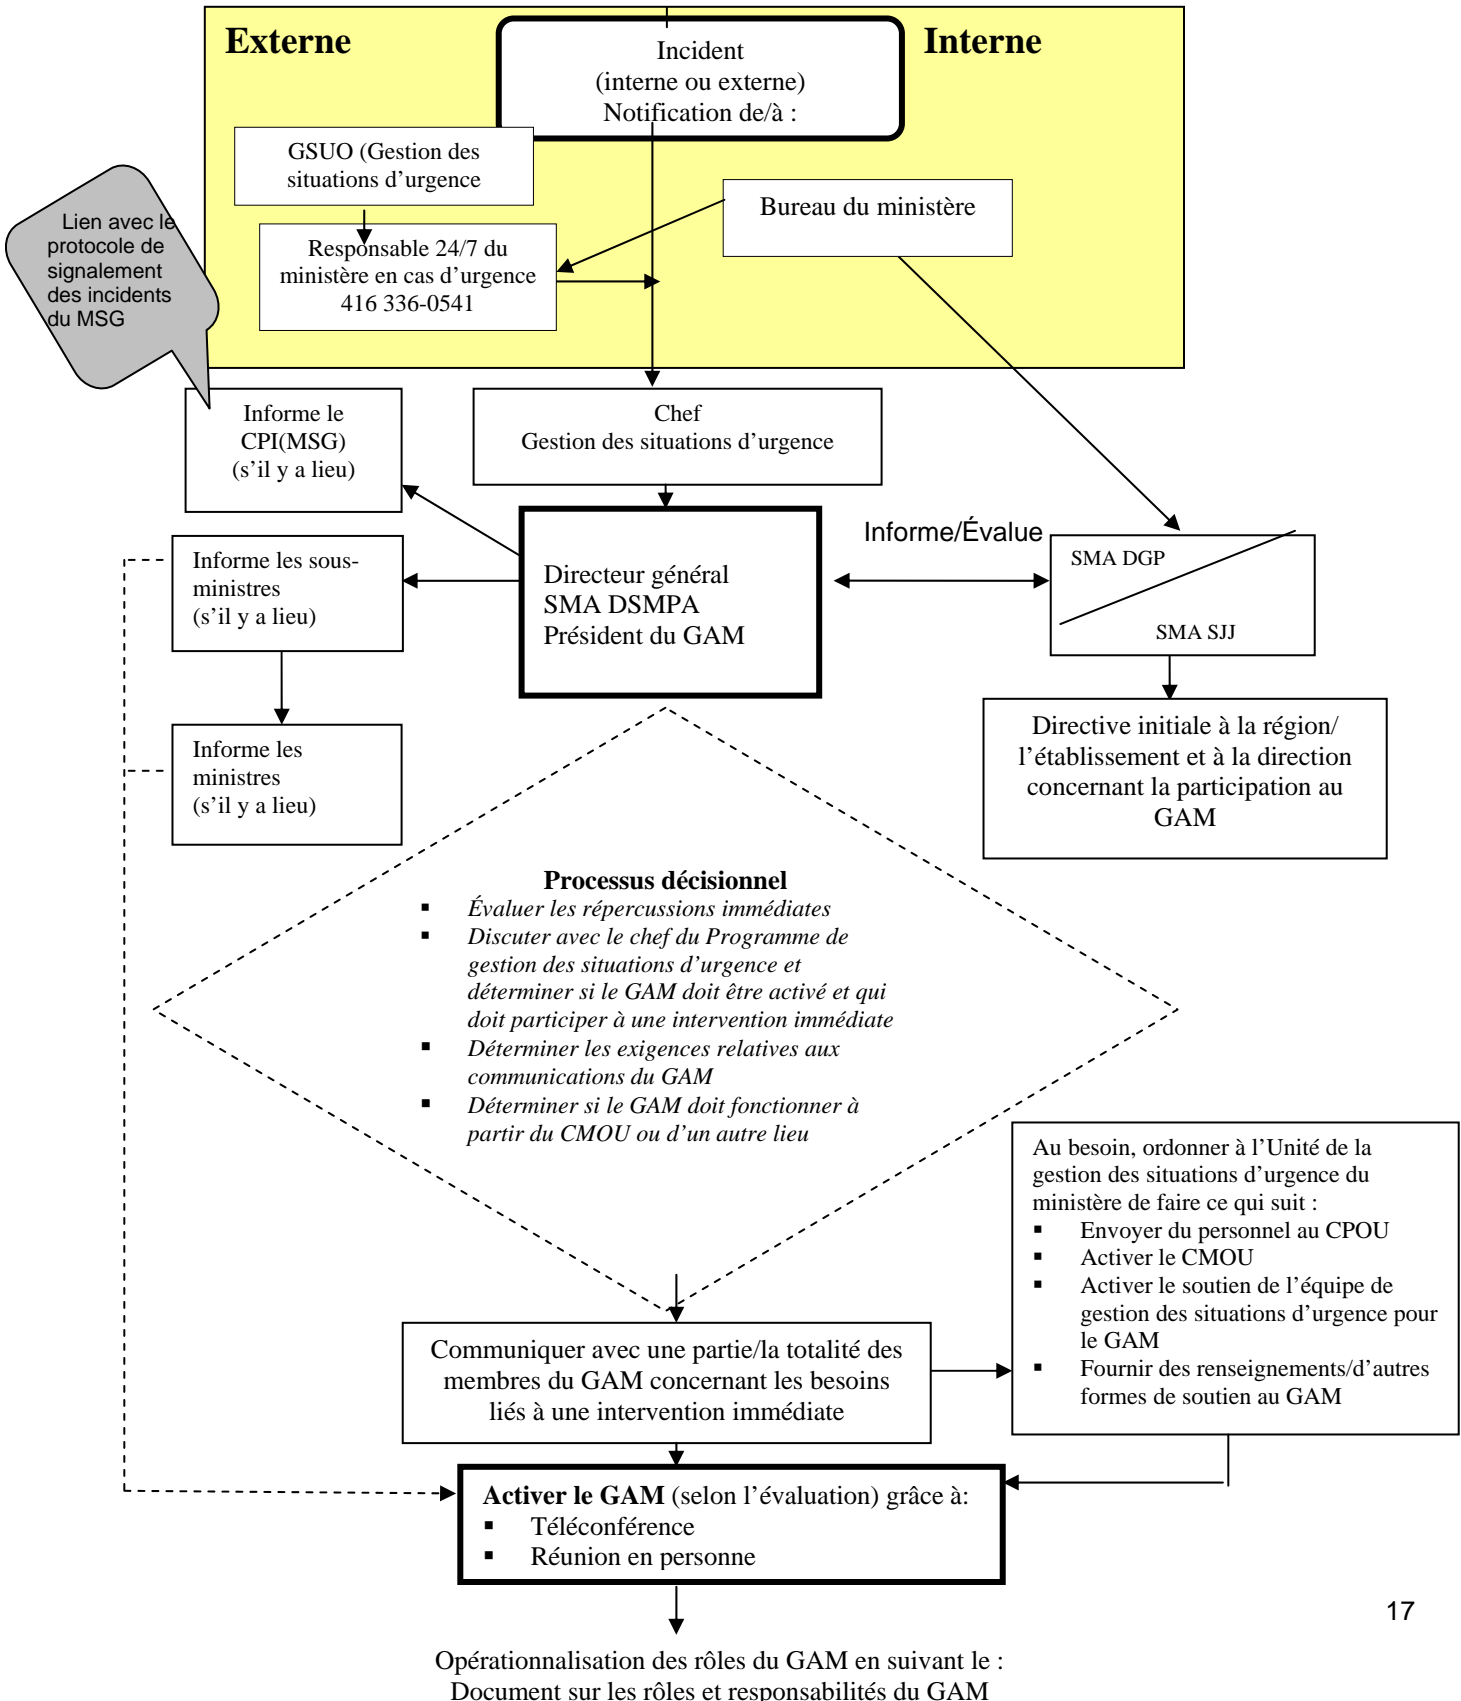 Externe
Interne
Incident
(interne ou externe)
Notification de/à :
GSUO (Gestion des
situations d’urgence
Bureau du ministère
Responsable 24/7 du
ministère en cas d’urgence
416 336-0541
Lien avec le
protocole de
signalement
des incidents
du MSG
Informe le
CPI(MSG)
(s’il y a lieu)
Chef
Gestion des situations d’urgence
Informe/Évalue
Informe les sous-
ministres
(s’il y a lieu)
Directeur général
SMA DSMPA
Président du GAM
SMA DGP
SMA SJJ
Informe les
ministres
(s’il y a lieu)
Directive initiale à la région/
l’établissement et à la direction
concernant la participation au
GAM
Processus décisionnel
▪ Évaluer les répercussions immédiates
▪ Discuter avec le chef du Programme de
gestion des situations d’urgence et
déterminer si le GAM doit être activé et qui
doit participer à une intervention immédiate
▪ Déterminer les exigences relatives aux
communications du GAM
▪ Déterminer si le GAM doit fonctionner à
partir du CMOU ou d’un autre lieu
Au besoin, ordonner à l’Unité de la
gestion des situations d’urgence du
ministère de faire ce qui suit :
▪ Envoyer du personnel au CPOU
▪ Activer le CMOU
▪ Activer le soutien de l’équipe de
gestion des situations d’urgence pour
le GAM
▪ Fournir des renseignements/d’autres
formes de soutien au GAM
Communiquer avec une partie/la totalité des
membres du GAM concernant les besoins
liés à une intervention immédiate
Activer le GAM (selon l’évaluation) grâce à:
▪ Téléconférence
▪ Réunion en personne
17
Opérationnalisation des rôles du GAM en suivant le :
Document sur les rôles et responsabilités du GAM